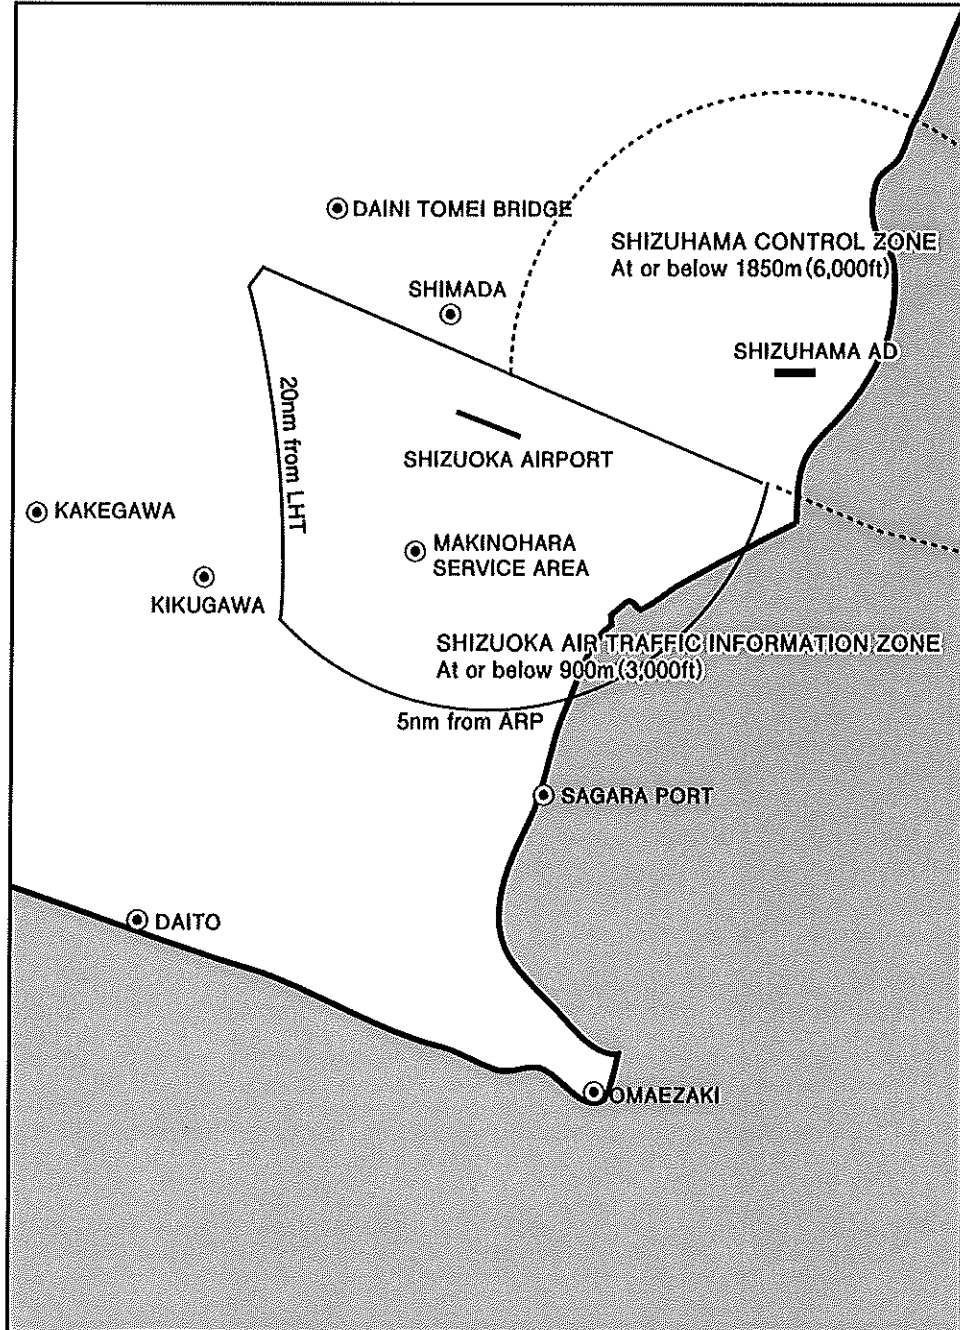 DAINI TOMEI BRIDGE
SHIZUHAMA CONTROL ZONE
At or below 1850m(6,000ft)
SHIMADA
SHIZUHAMA AD
20nm from LHT
SHIZUOKA AIRPORT
KAKEGAWA
MAKINOHARA
SERVICE AREA
KIKUGAWA
SHIZUOKA AIR TRAFFIC INFORMATION ZONE
At or below 900m(3,000ft)
5nm from ARP
SAGARA PORT
DAITO
OMAEZAKI